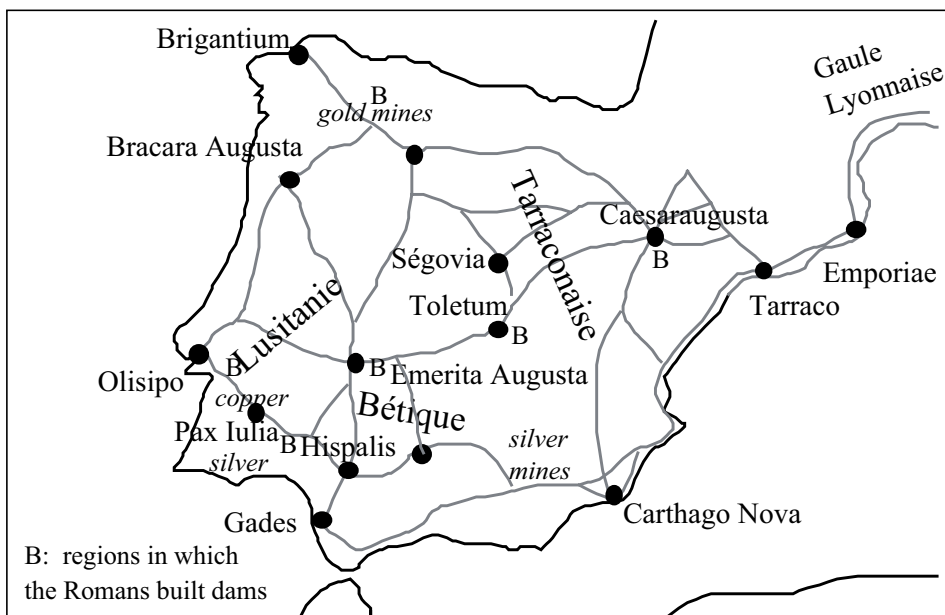 Brigantium
Gaule
Lyonnaise
B
gold mines
Bracara Augusta
Tarraconaise
Caesaraugusta
B
Ségovia
Emporiae
Tarraco
Toletum
B
Lusitanie
Olisipo
B
B
Emerita Augusta
copper
Bétique
Pax Iulia
B
Hispalis
silver
silver
mines
Gades
Carthago Nova
B: regions in which
the Romans built dams